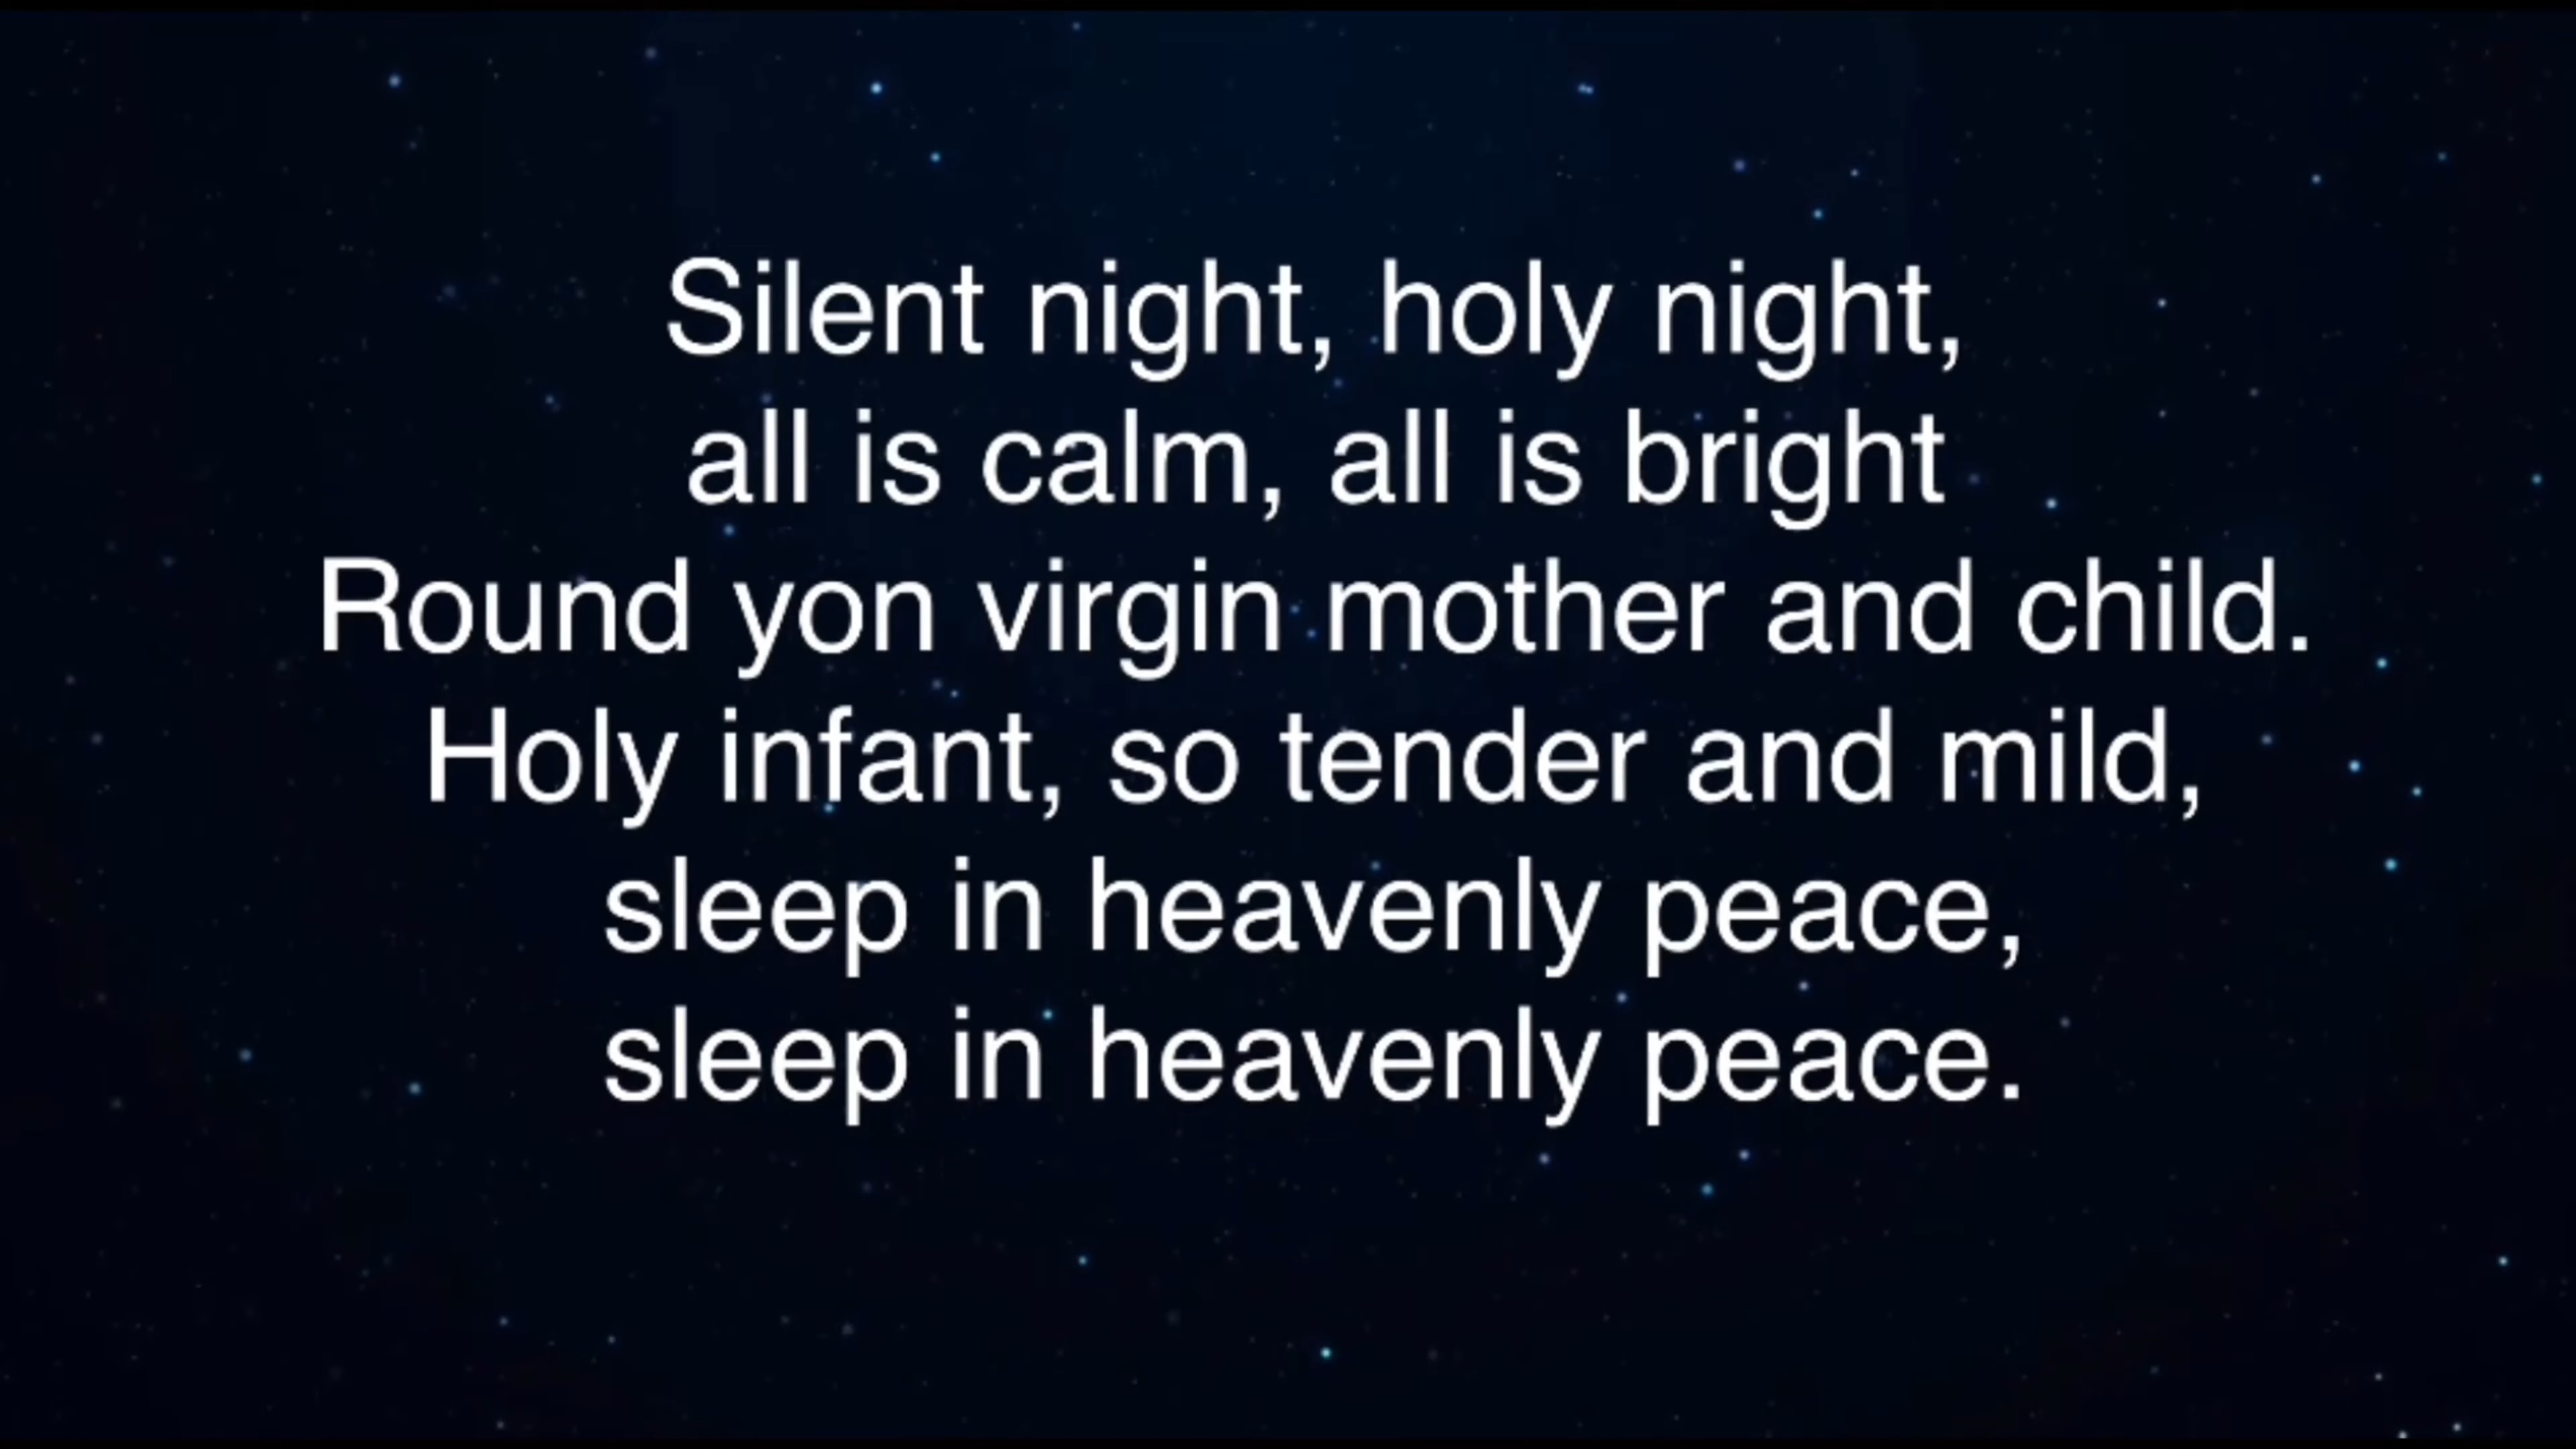 Silent night, holy night,
all is calm, all is bright
Round yon virgin mother and child.
Holy infant, so tender and mild,
sleep in heavenly peace,
sleep in heavenly peace.